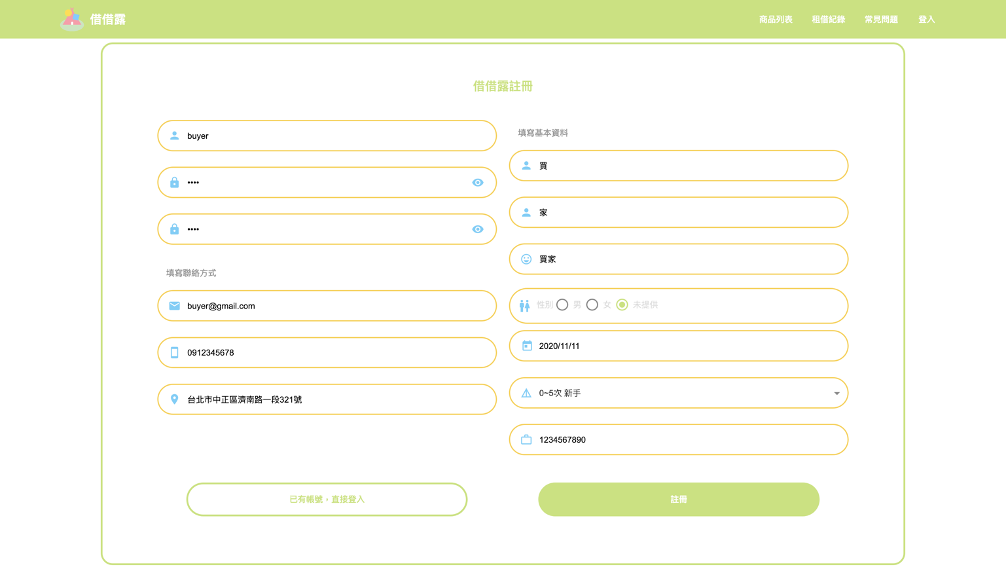 借借露
商品列表 租借記錄 常見問題 登入
借借露註冊
buyer
••••
••••
填寫聯絡方式
buyer@gmail.com
0912345678
台北市中正區濟南路一段321號
填寫基本資料
買
家
買家
性別 男 女 未提供
2020/11/11
0~5次 新手
1234567890
已有帳號，直接登入
註冊